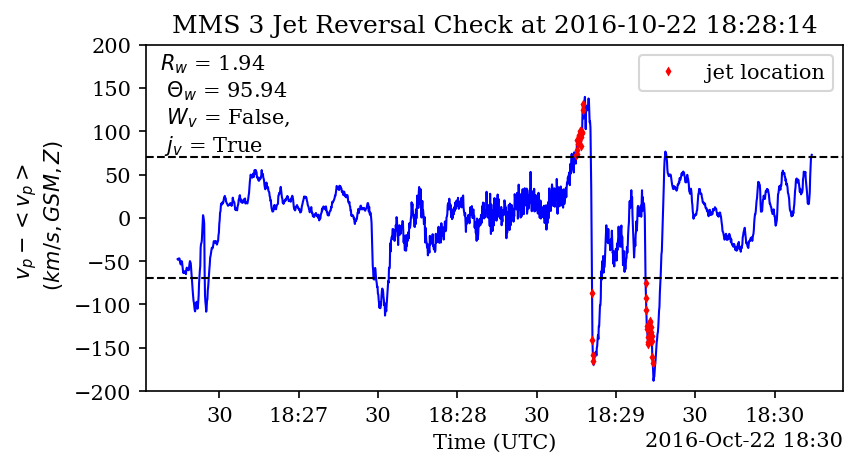 MMS 3 Jet Reversal Check at 2016-10-22 18:28:14
R_w = 1.94
Θ_w = 95.94
W_v = False,
j_v = True
jet location
v_p − <v_p>
(km/s, GSM, Z)
200
150
100
50
0
−50
−100
−150
−200
30 18:27 30 18:28 30 18:29 30 18:30
Time (UTC)
2016-Oct-22 18:30